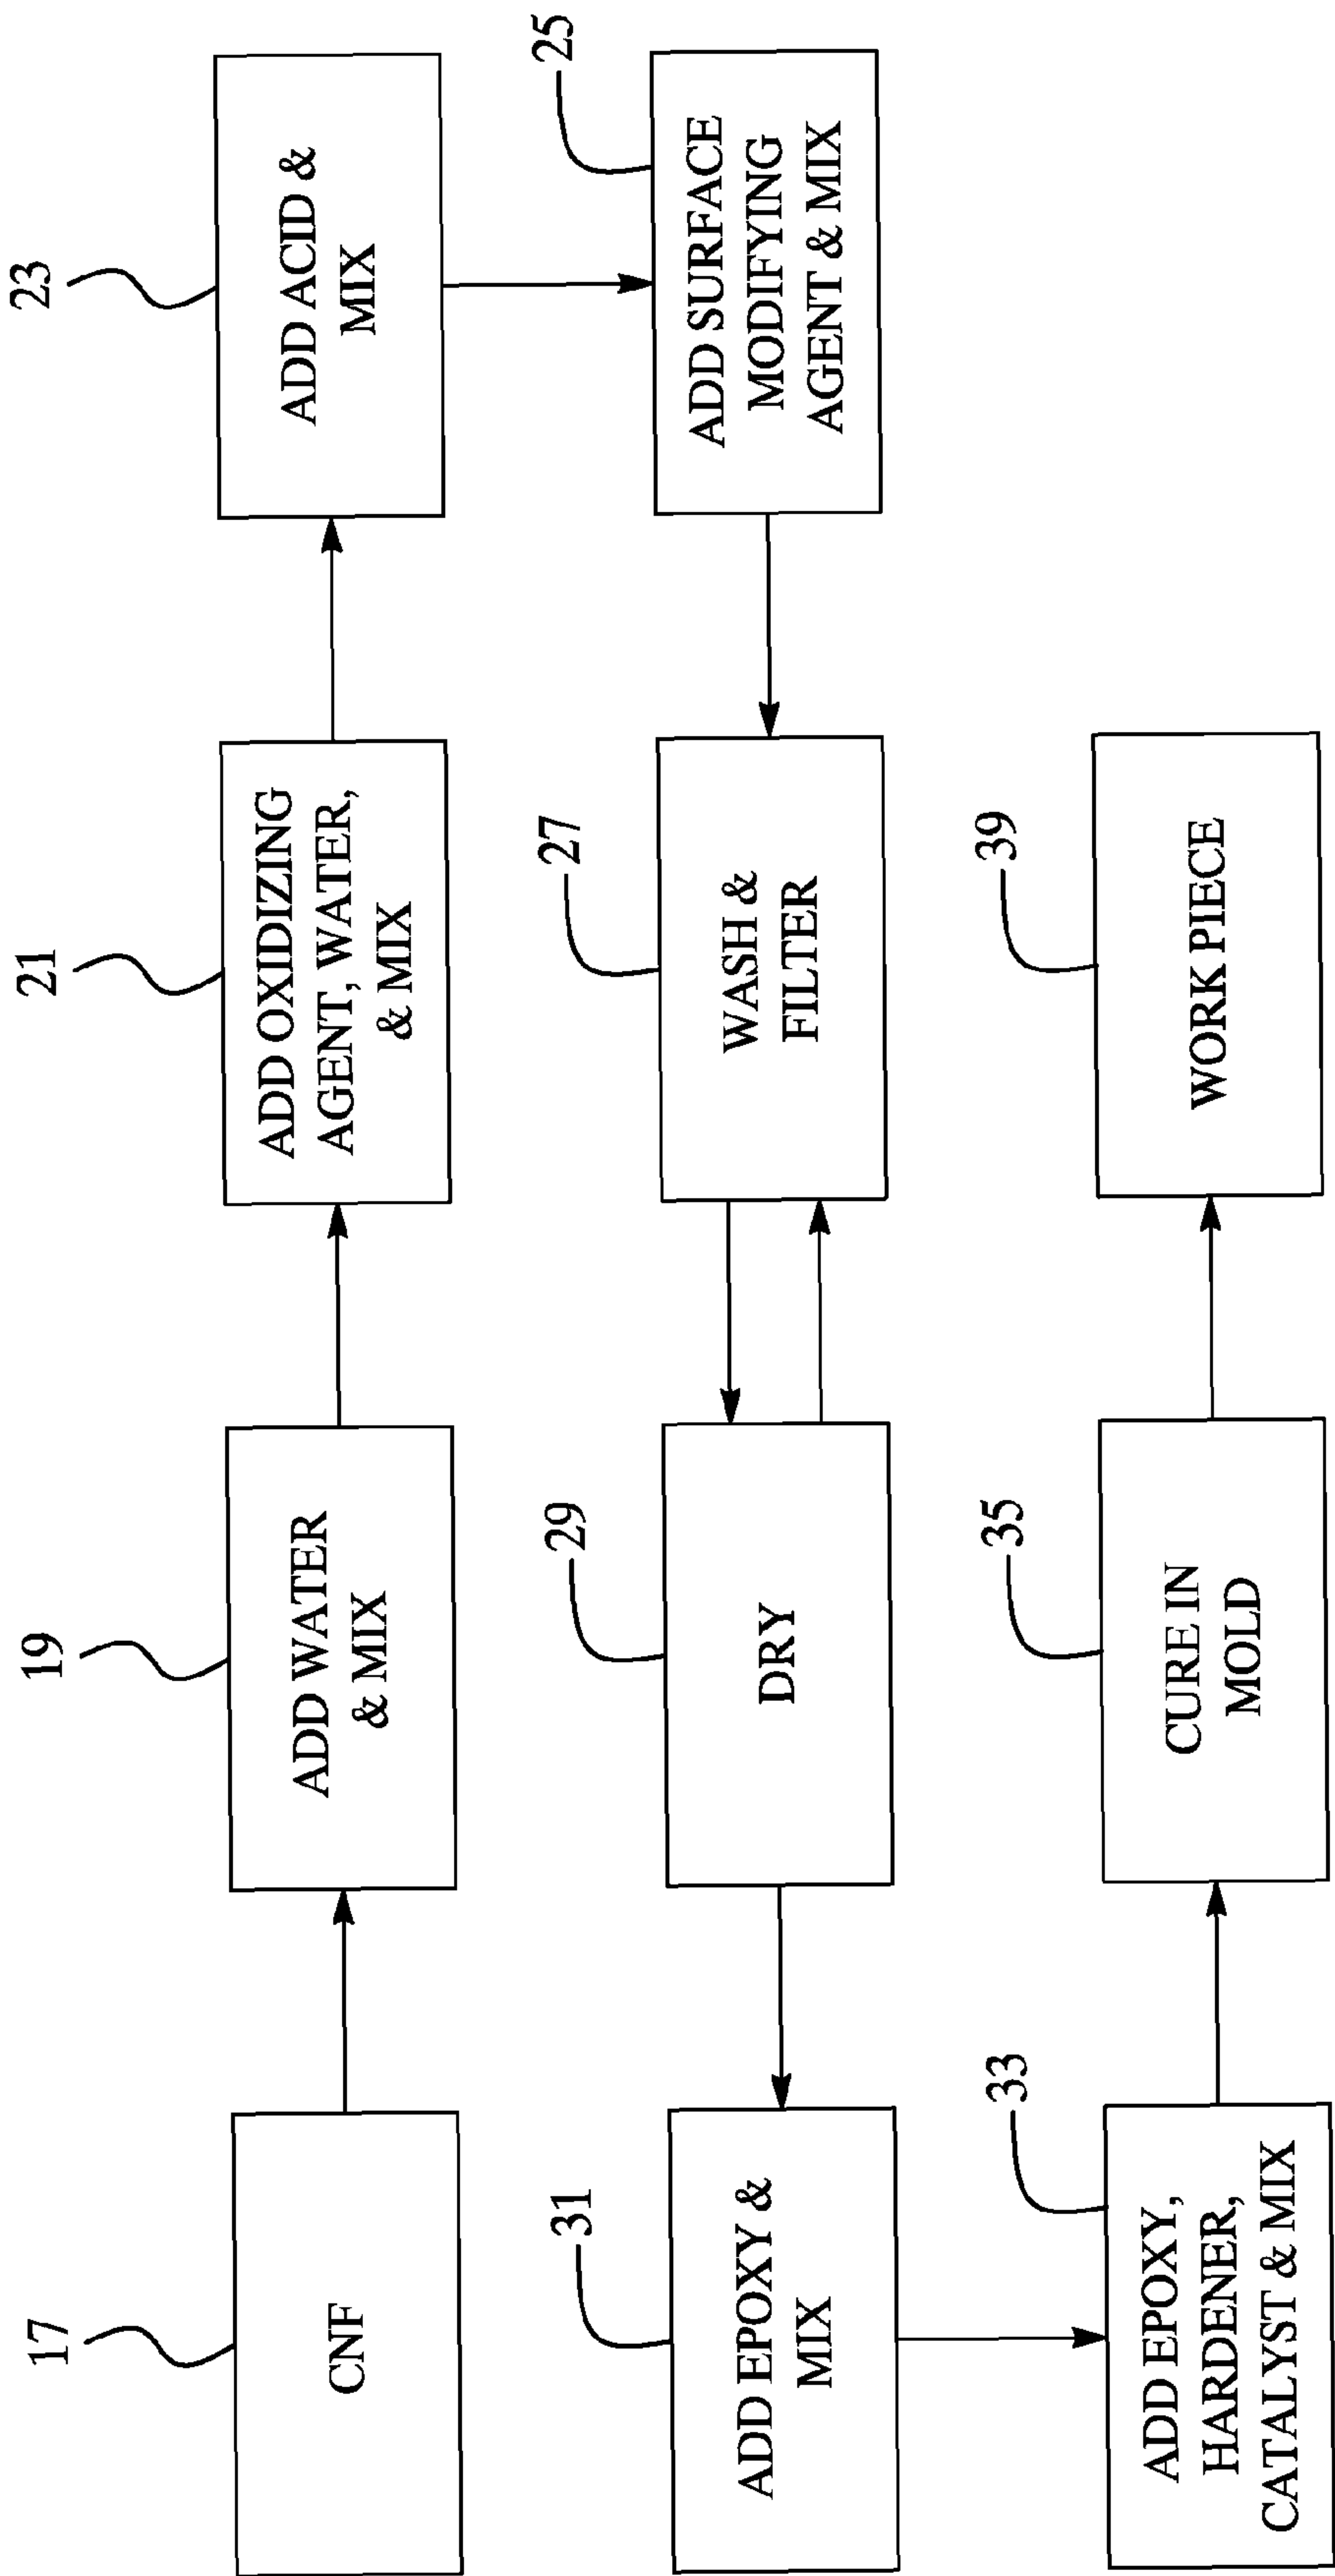 17
CNF
19
ADD WATER
& MIX
21
ADD OXIDIZING
AGENT, WATER,
& MIX
23
ADD ACID &
MIX
25
ADD SURFACE
MODIFYING
AGENT & MIX
27
WASH &
FILTER
29
DRY
31
ADD EPOXY &
MIX
33
ADD EPOXY,
HARDENER,
CATALYST & MIX
35
CURE IN
MOLD
39
WORK PIECE